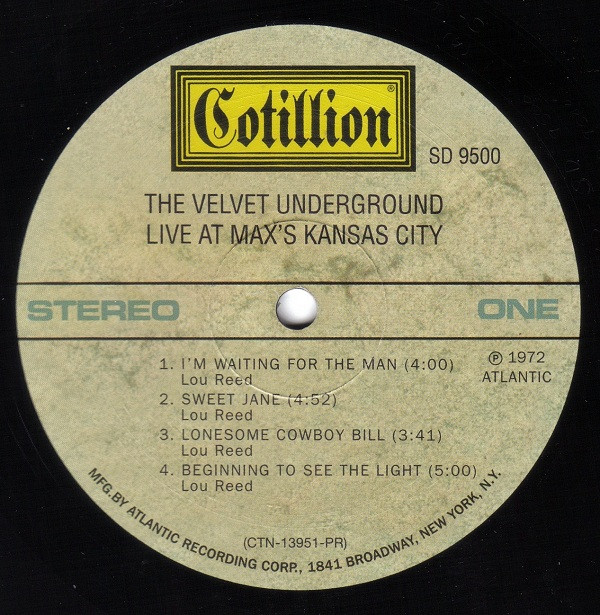 Cotillion®
SD 9500
THE VELVET UNDERGROUND
LIVE AT MAX'S KANSAS CITY
STEREO
ONE
1. I'M WAITING FOR THE MAN (4:00)
Lou Reed
2. SWEET JANE (4:52)
Lou Reed
3. LONESOME COWBOY BILL (3:41)
Lou Reed
4. BEGINNING TO SEE THE LIGHT (5:00)
Lou Reed
℗ 1972
ATLANTIC
(CTN-13951-PR)
MFG.BY ATLANTIC RECORDING CORP., 1841 BROADWAY, NEW YORK, N.Y.